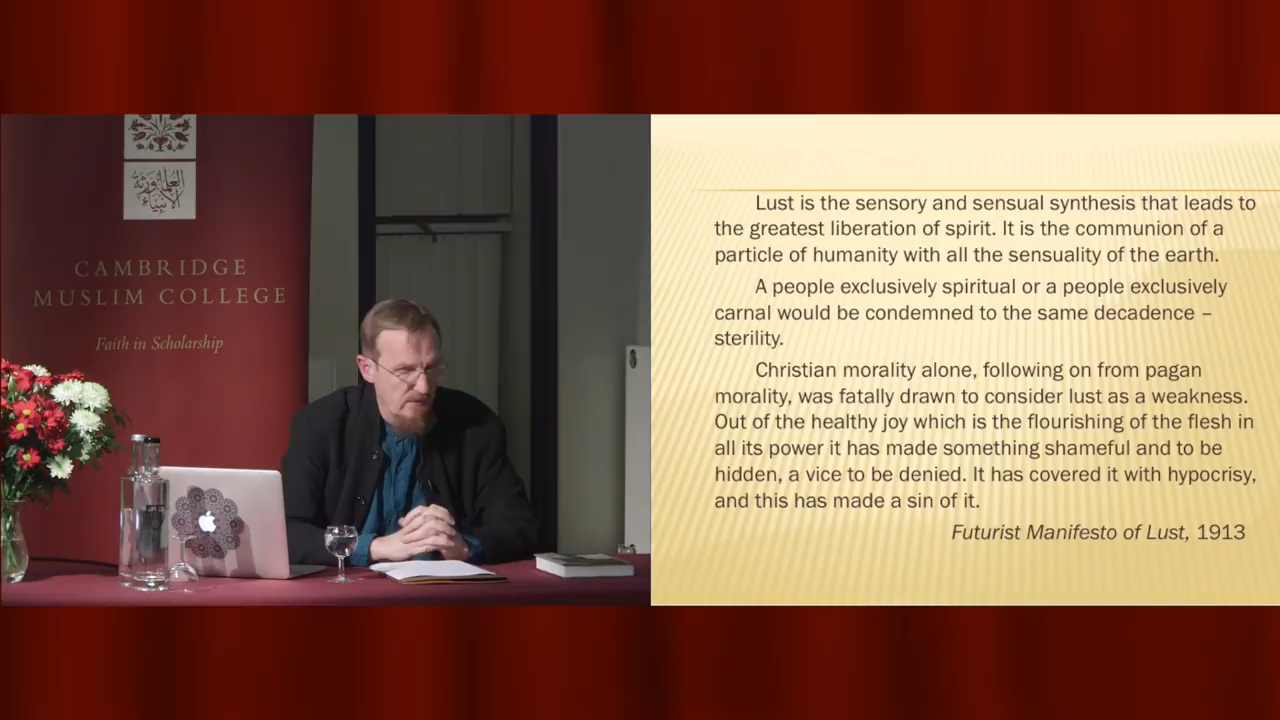 العلماء ورثة
الأنبياء
CAMBRIDGE
MUSLIM COLLEGE
Faith in Scholarship
Lust is the sensory and sensual synthesis that leads to
the greatest liberation of spirit. It is the communion of a
particle of humanity with all the sensuality of the earth.
A people exclusively spiritual or a people exclusively
carnal would be condemned to the same decadence –
sterility.
Christian morality alone, following on from pagan
morality, was fatally drawn to consider lust as a weakness.
Out of the healthy joy which is the flourishing of the flesh in
all its power it has made something shameful and to be
hidden, a vice to be denied. It has covered it with hypocrisy,
and this has made a sin of it.
Futurist Manifesto of Lust, 1913